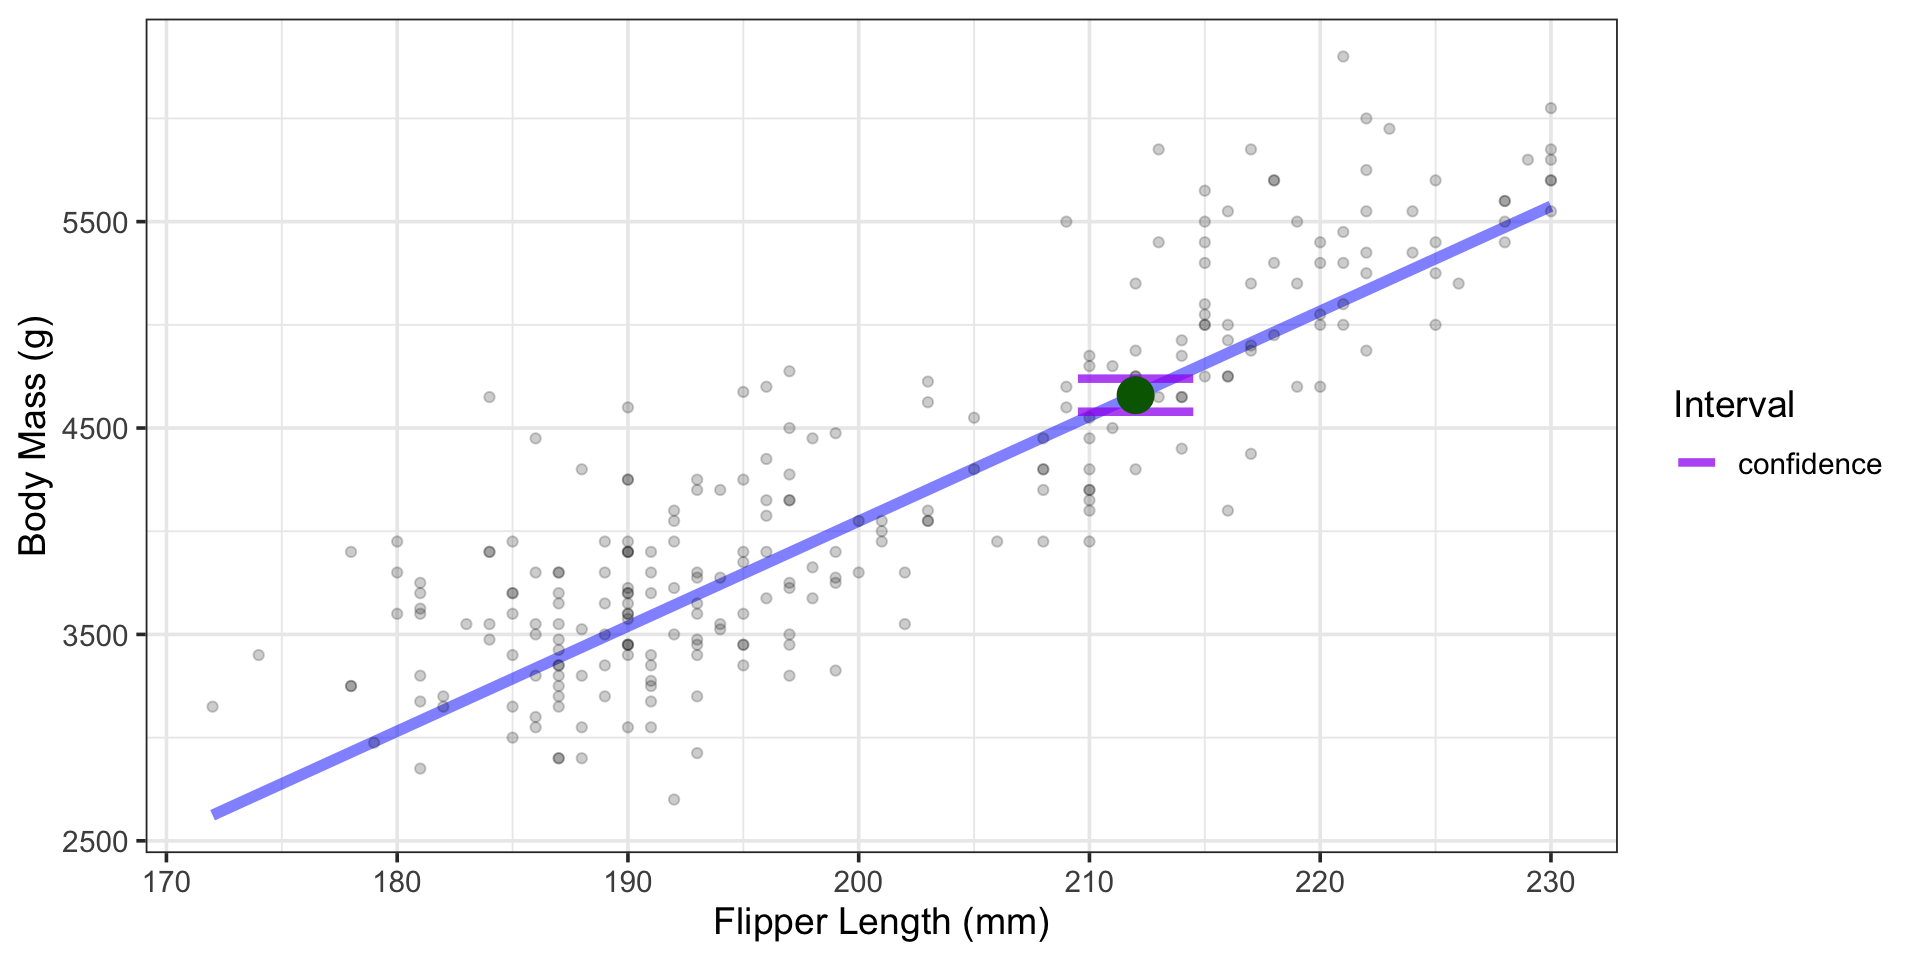 Body Mass (g)
5500
4500
3500
2500
170 180 190 200 210 220 230
Flipper Length (mm)
Interval
confidence